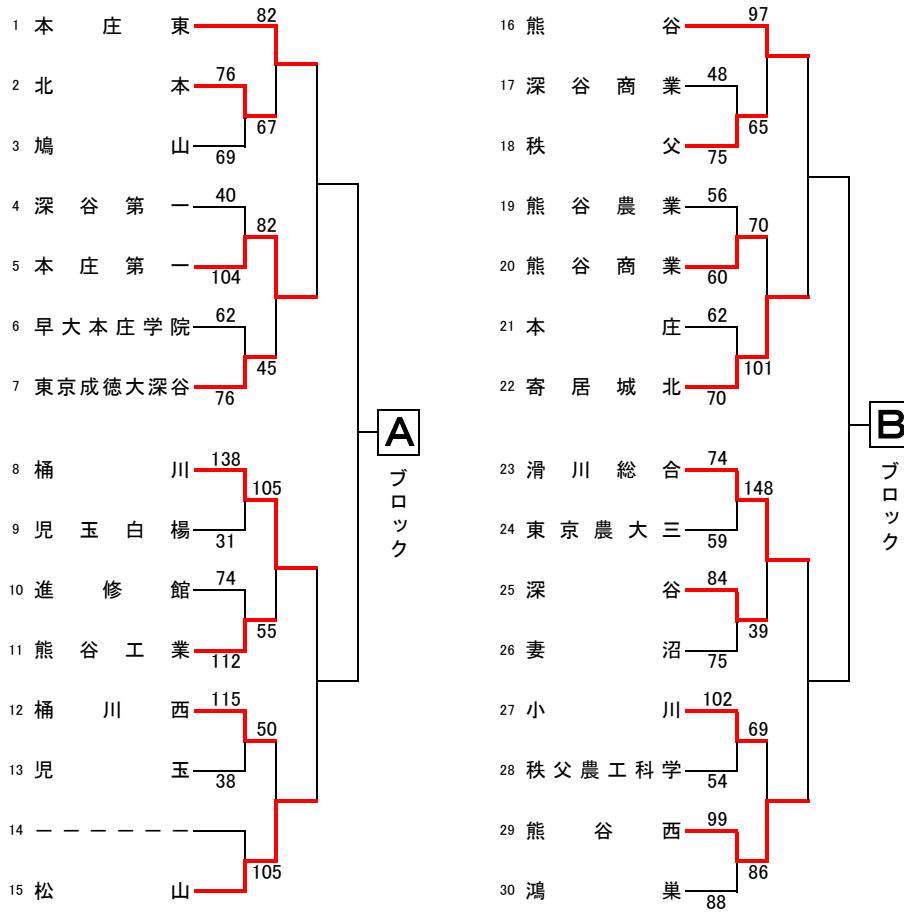 1 本庄東
82
2 北本
76
67
3 鳩山
69
4 深谷第一
40
82
5 本庄第一
104
6 早大本庄学院
62
45
7 東京成徳大深谷
76
8 桶川
138
105
9 児玉白楊
31
10 進修館
74
55
11 熊谷工業
112
12 桶川西
115
50
13 児玉
38
14 ーーーーーー
105
15 松山
A
ブロック
16 熊谷
97
17 深谷商業
48
65
18 秩父
75
19 熊谷農業
56
70
20 熊谷商業
60
21 本庄
62
101
22 寄居城北
70
23 滑川総合
74
148
24 東京農大三
59
25 深谷
84
39
26 妻沼
75
27 小川
102
69
28 秩父農工科学
54
29 熊谷西
99
86
30 鴻巣
88
B
ブロック